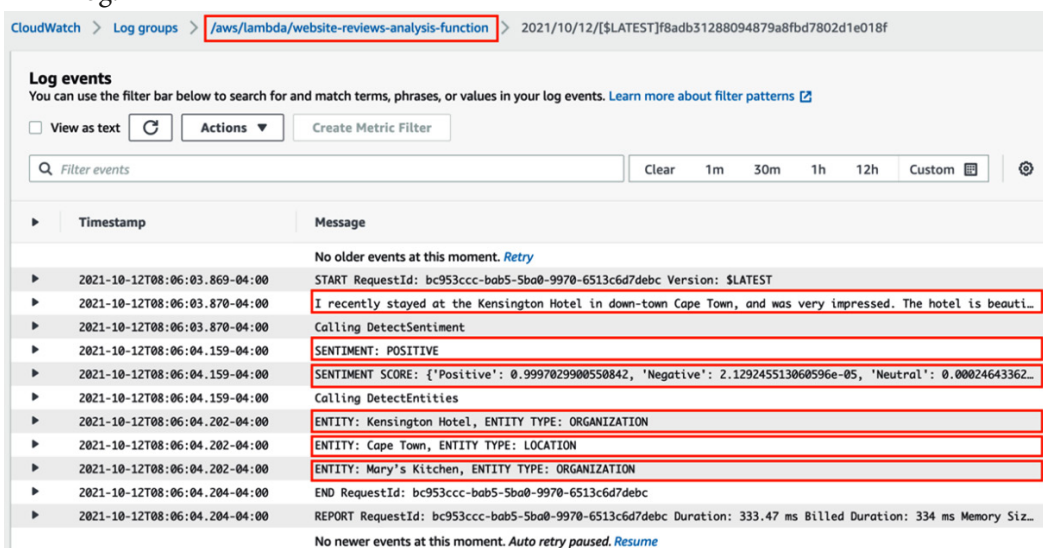 CloudWatch > Log groups > /aws/lambda/website-reviews-analysis-function > 2021/10/12/[$LATEST]f8adb31288094879a8fbd7802d1e018f
Log events
You can use the filter bar below to search for and match terms, phrases, or values in your log events. Learn more about filter patterns
View as text Actions Create Metric Filter
Filter events Clear 1m 30m 1h 12h Custom
Timestamp Message
No older events at this moment. Retry
2021-10-12T08:06:03.869-04:00 START RequestId: bc953ccc-bab5-5ba0-9970-6513c6d7debc Version: $LATEST
2021-10-12T08:06:03.870-04:00 I recently stayed at the Kensington Hotel in down-town Cape Town, and was very impressed. The hotel is beauti…
2021-10-12T08:06:03.870-04:00 Calling DetectSentiment
2021-10-12T08:06:04.159-04:00 SENTIMENT: POSITIVE
2021-10-12T08:06:04.159-04:00 SENTIMENT SCORE: {'Positive': 0.9997029900550842, 'Negative': 2.129245513060596e-05, 'Neutral': 0.00024643362…
2021-10-12T08:06:04.159-04:00 Calling DetectEntities
2021-10-12T08:06:04.202-04:00 ENTITY: Kensington Hotel, ENTITY TYPE: ORGANIZATION
2021-10-12T08:06:04.202-04:00 ENTITY: Cape Town, ENTITY TYPE: LOCATION
2021-10-12T08:06:04.202-04:00 ENTITY: Mary's Kitchen, ENTITY TYPE: ORGANIZATION
2021-10-12T08:06:04.204-04:00 END RequestId: bc953ccc-bab5-5ba0-9970-6513c6d7debc
2021-10-12T08:06:04.204-04:00 REPORT RequestId: bc953ccc-bab5-5ba0-9970-6513c6d7debc Duration: 333.47 ms Billed Duration: 334 ms Memory Siz…
No newer events at this moment. Auto retry paused. Resume